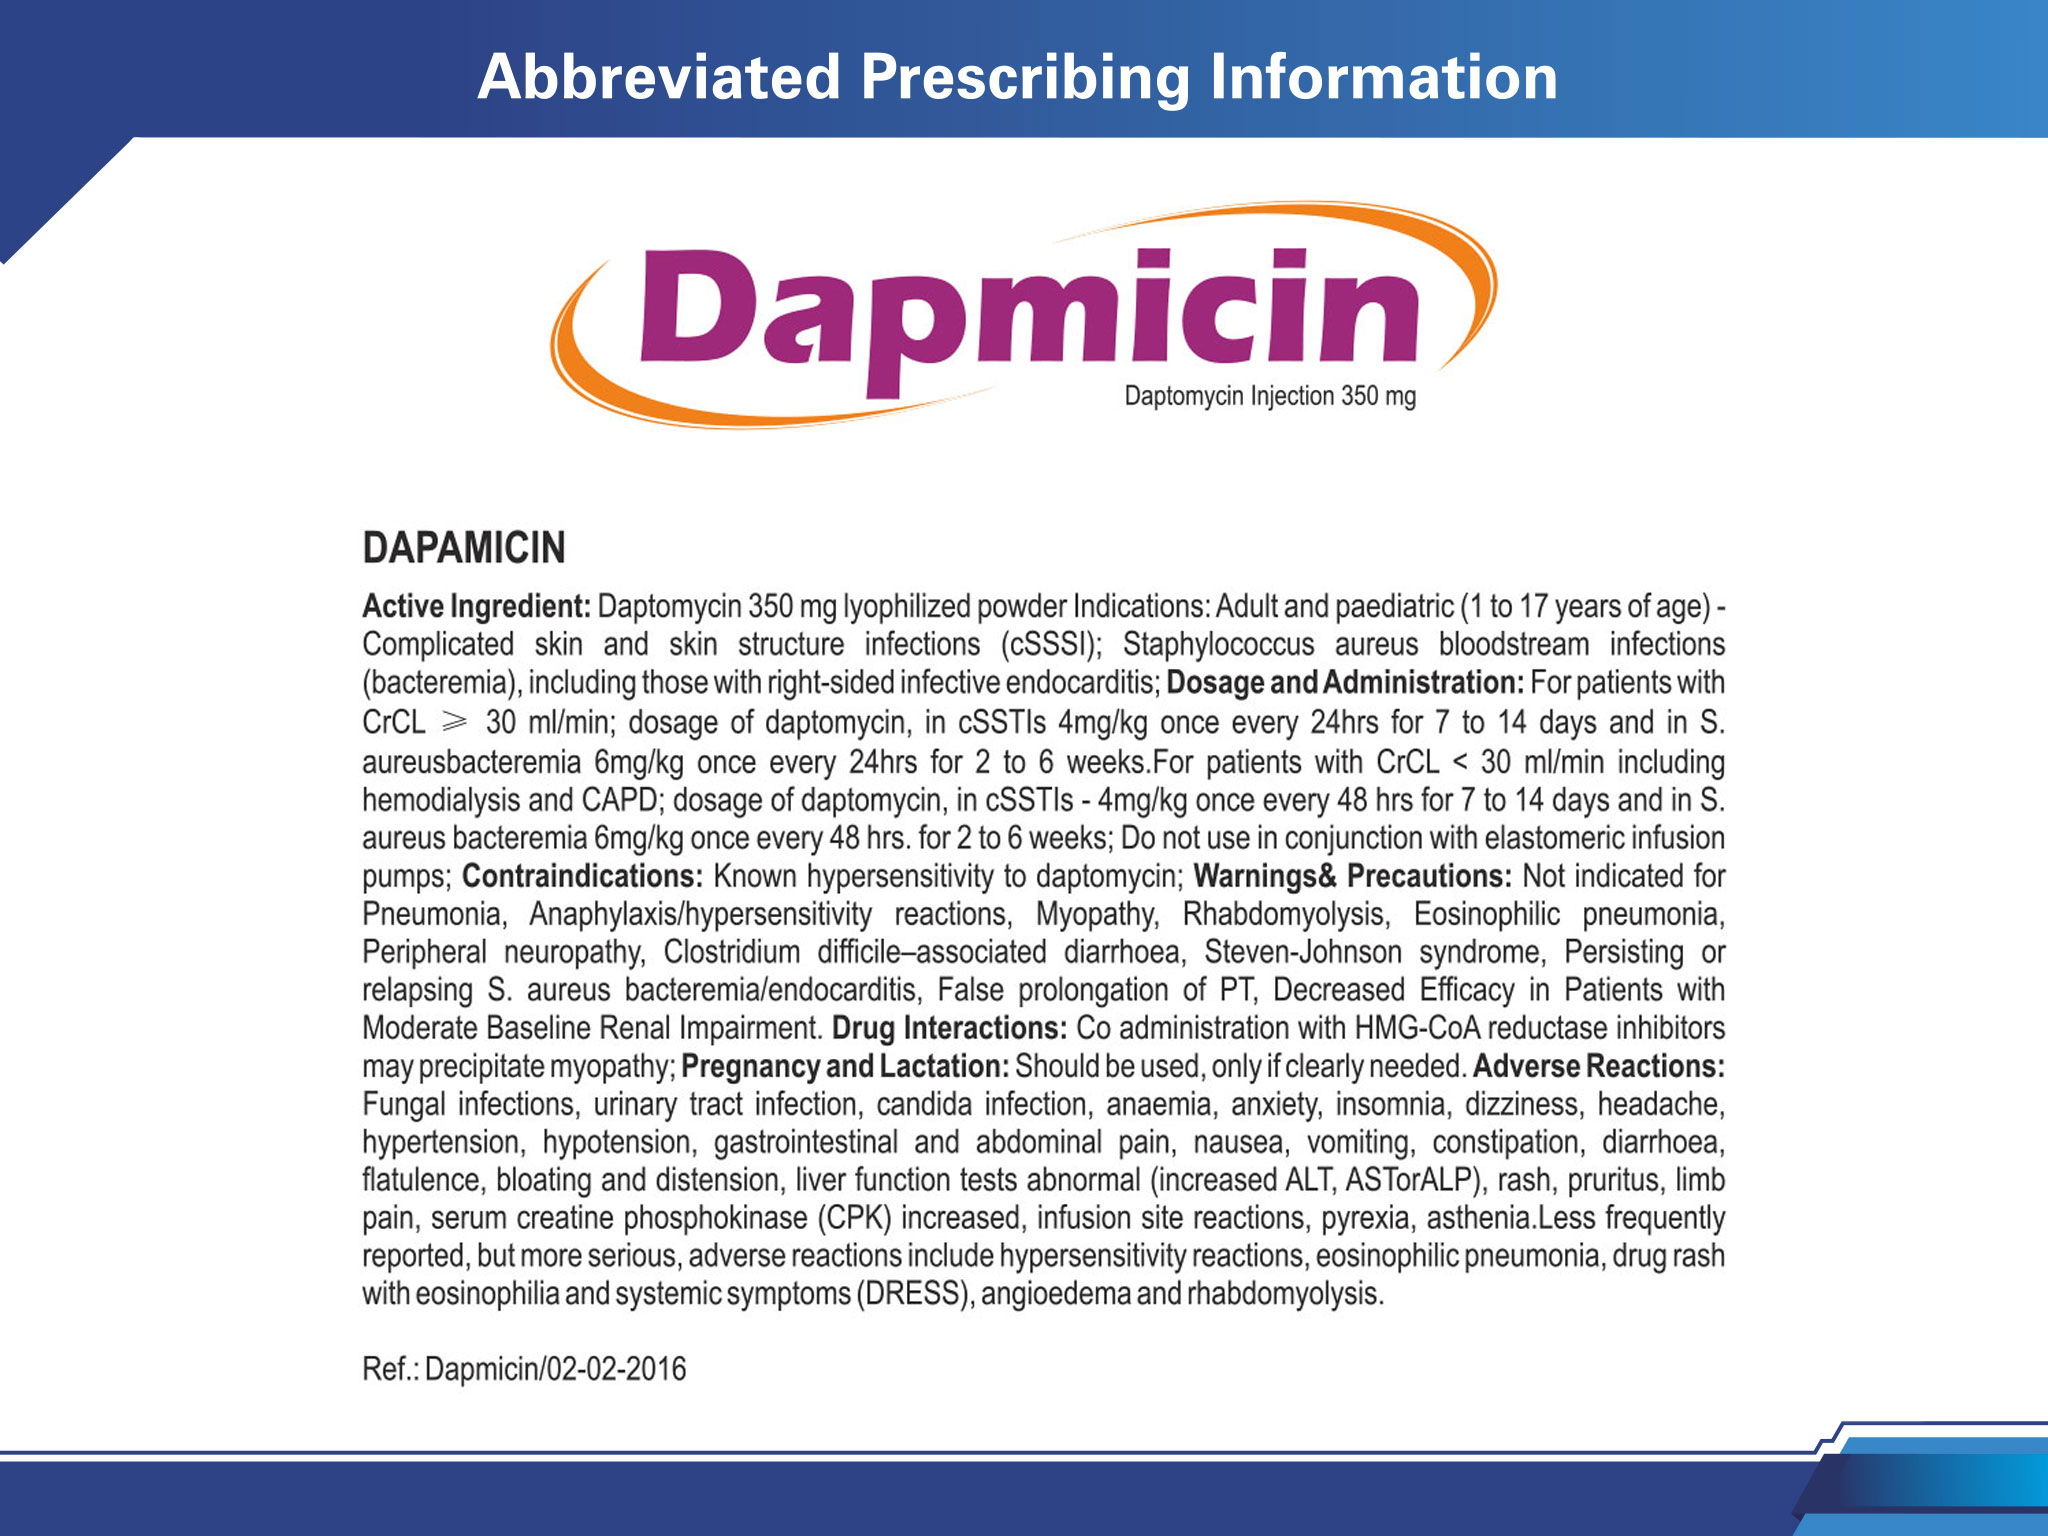 Abbreviated Prescribing Information
Dapmicin
Daptomycin Injection 350 mg
DAPAMICIN
Active Ingredient: Daptomycin 350 mg lyophilized powder Indications: Adult and paediatric (1 to 17 years of age) -
Complicated skin and skin structure infections (cSSSI); Staphylococcus aureus bloodstream infections
(bacteremia), including those with right-sided infective endocarditis; Dosage and Administration: For patients with
CrCL ⩾ 30 ml/min; dosage of daptomycin, in cSSTIs 4mg/kg once every 24hrs for 7 to 14 days and in S.
aureusbacteremia 6mg/kg once every 24hrs for 2 to 6 weeks.For patients with CrCL < 30 ml/min including
hemodialysis and CAPD; dosage of daptomycin, in cSSTIs - 4mg/kg once every 48 hrs for 7 to 14 days and in S.
aureus bacteremia 6mg/kg once every 48 hrs. for 2 to 6 weeks; Do not use in conjunction with elastomeric infusion
pumps; Contraindications: Known hypersensitivity to daptomycin; Warnings& Precautions: Not indicated for
Pneumonia, Anaphylaxis/hypersensitivity reactions, Myopathy, Rhabdomyolysis, Eosinophilic pneumonia,
Peripheral neuropathy, Clostridium difficile–associated diarrhoea, Steven-Johnson syndrome, Persisting or
relapsing S. aureus bacteremia/endocarditis, False prolongation of PT, Decreased Efficacy in Patients with
Moderate Baseline Renal Impairment. Drug Interactions: Co administration with HMG-CoA reductase inhibitors
may precipitate myopathy; Pregnancy and Lactation: Should be used, only if clearly needed. Adverse Reactions:
Fungal infections, urinary tract infection, candida infection, anaemia, anxiety, insomnia, dizziness, headache,
hypertension, hypotension, gastrointestinal and abdominal pain, nausea, vomiting, constipation, diarrhoea,
flatulence, bloating and distension, liver function tests abnormal (increased ALT, ASTorALP), rash, pruritus, limb
pain, serum creatine phosphokinase (CPK) increased, infusion site reactions, pyrexia, asthenia.Less frequently
reported, but more serious, adverse reactions include hypersensitivity reactions, eosinophilic pneumonia, drug rash
with eosinophilia and systemic symptoms (DRESS), angioedema and rhabdomyolysis.
Ref.: Dapmicin/02-02-2016